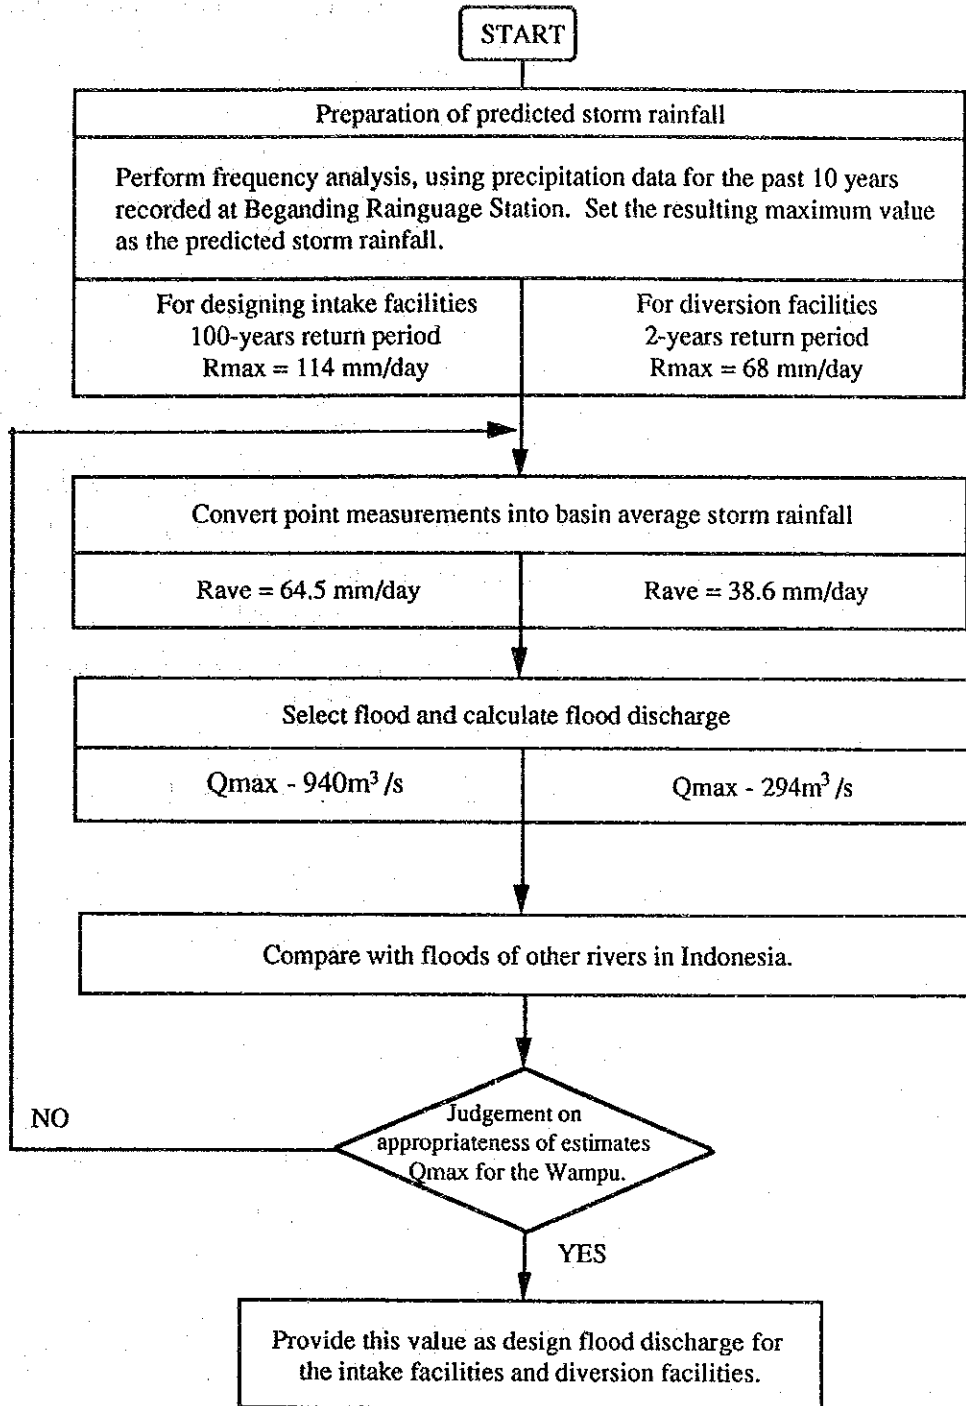 START
Preparation of predicted storm rainfall
Perform frequency analysis, using precipitation data for the past 10 years
recorded at Beganding Rainguage Station. Set the resulting maximum value
as the predicted storm rainfall.
For designing intake facilities
100-years return period
Rmax = 114 mm/day
For diversion facilities
2-years return period
Rmax = 68 mm/day
Convert point measurements into basin average storm rainfall
Rave = 64.5 mm/day
Rave = 38.6 mm/day
Select flood and calculate flood discharge
Qmax - 940m³/s
Qmax - 294m³/s
Compare with floods of other rivers in Indonesia.
Judgement on
appropriateness of estimates
Qmax for the Wampu.
NO
YES
Provide this value as design flood discharge for
the intake facilities and diversion facilities.